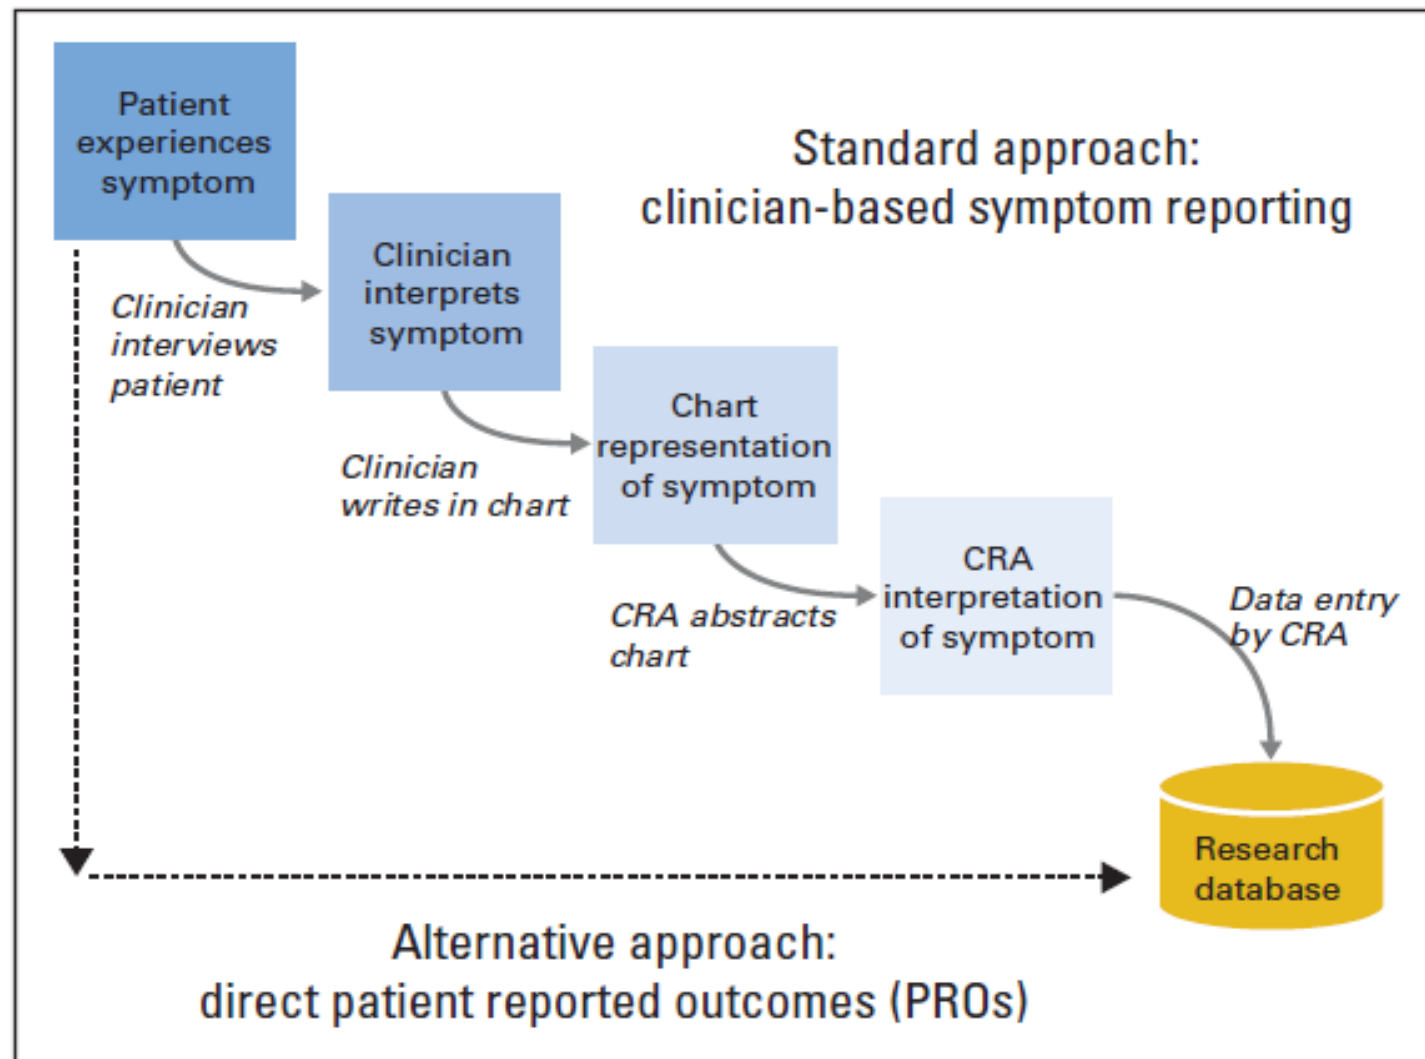 Patient
experiences
symptom
Standard approach:
clinician-based symptom reporting
Clinician
interviews
patient
Clinician
interprets
symptom
Clinician
writes in chart
Chart
representation
of symptom
CRA abstracts
chart
CRA
interpretation
of symptom
Data entry
by CRA
Research
database
Alternative approach:
direct patient reported outcomes (PROs)